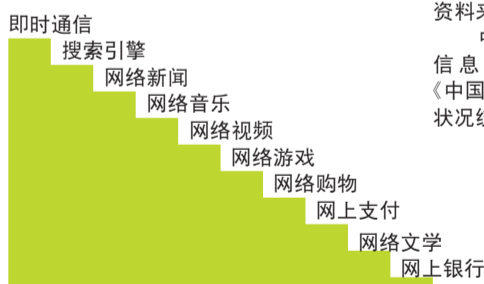 即时通信
搜索引擎
网络新闻
网络音乐
网络视频
网络游戏
网络购物
网上支付
网络文学
网上银行
资料来
信息
《中国
状况